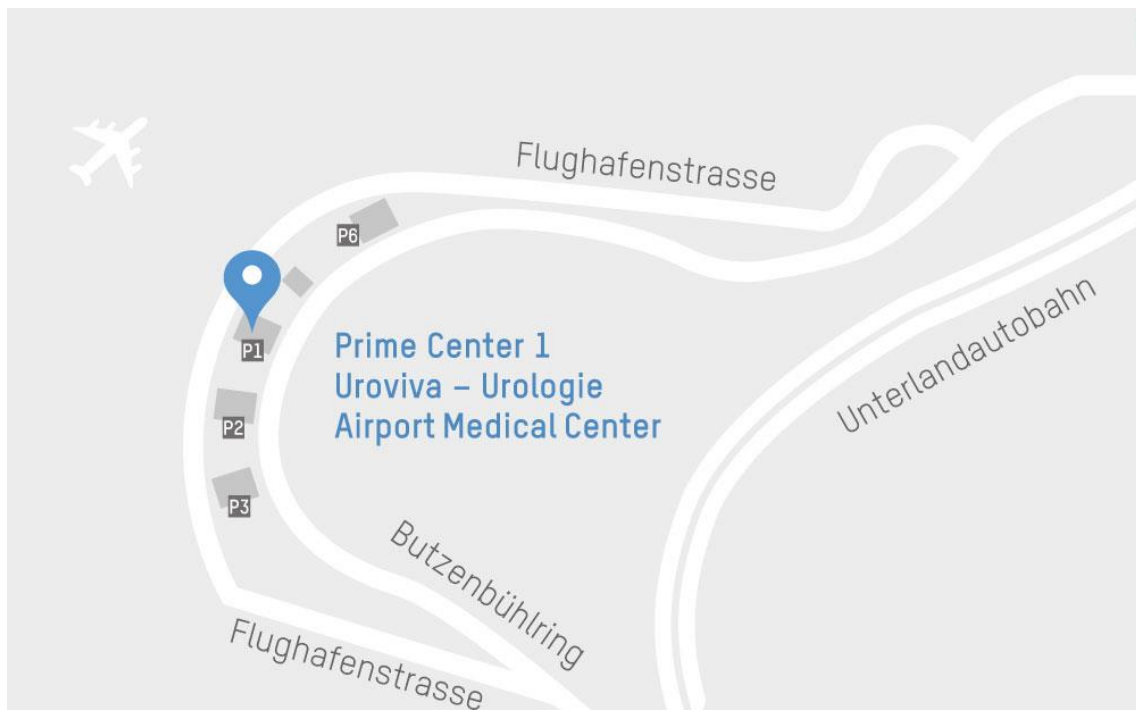 Flughafenstrasse
P6
Unterlandautobahn
P1
Prime Center 1
Uroviva – Urologie
Airport Medical Center
P2
P3
Butzenbühlring
Flughafenstrasse